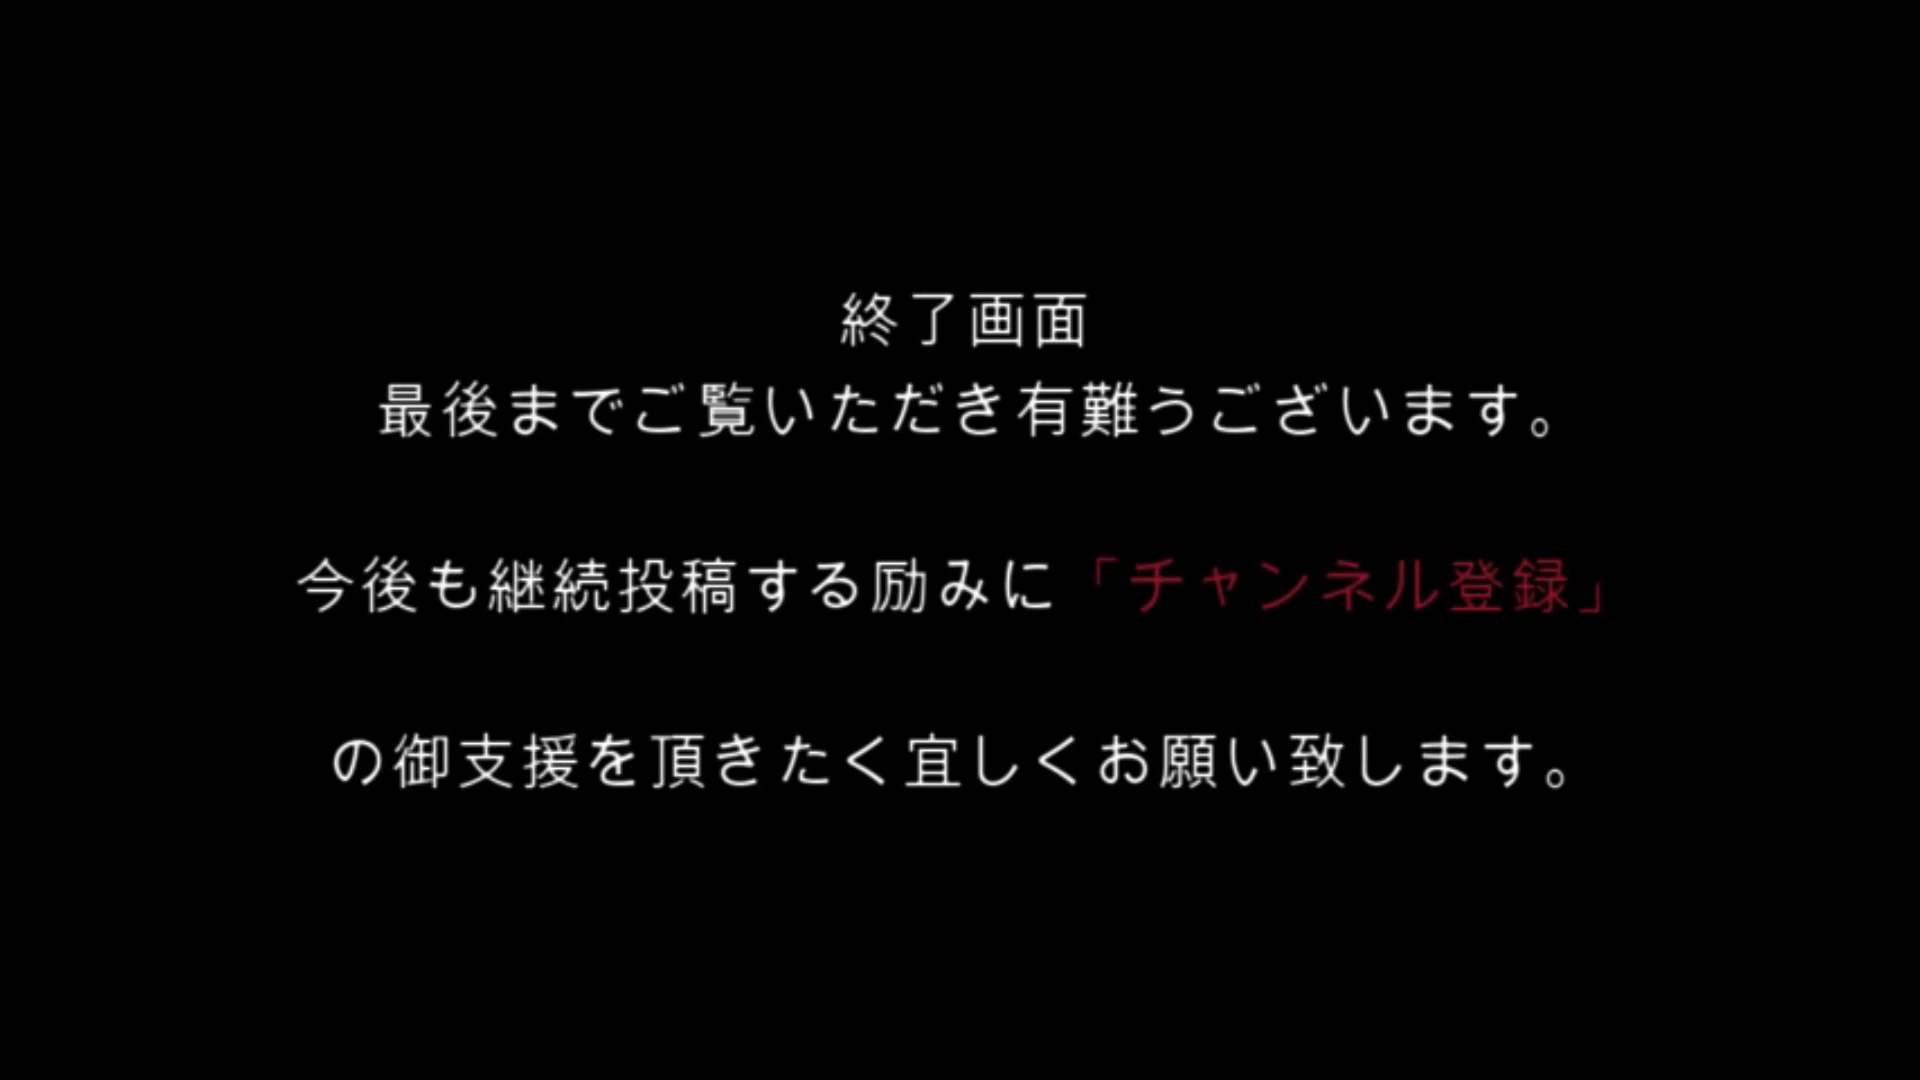 終了画面
最後までご覧いただき有難うございます。
今後も継続投稿する励みに「チャンネル登録」
の御支援を頂きたく宜しくお願い致します。